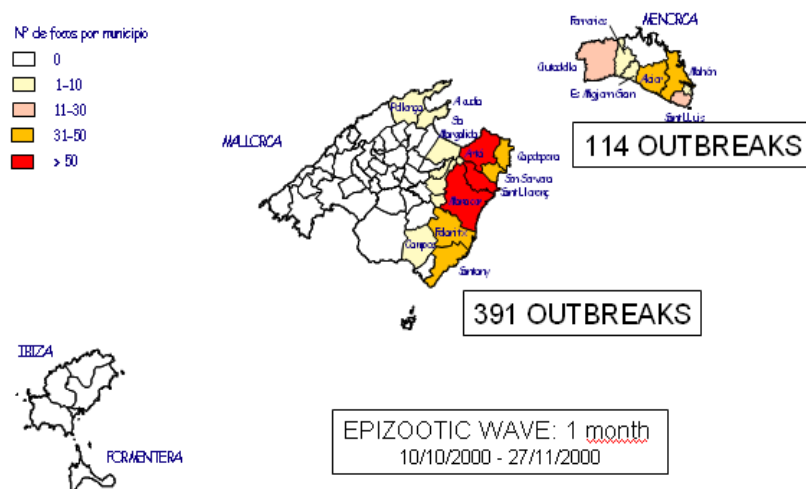 Nº de focos por municipio
0
1-10
11-30
31-50
> 50
MENORCA
Ferreries
Ciutadella
Mahón
Es Migjorn Gran
Alaior
Sant Lluis
114 OUTBREAKS
MALLORCA
Pollença
Alcudia
Sa
Margalida
Arta
Capdepera
Son Servera
Sant Llorenç
Manacor
Felanitx
Campos
Santany
391 OUTBREAKS
IBIZA
FORMENTERA
EPIZOOTIC WAVE: 1 month
10/10/2000 - 27/11/2000